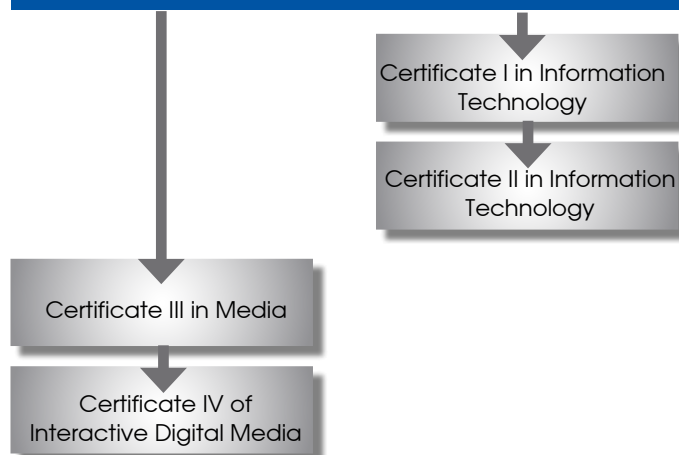 Certificate I in Information
Technology
Certificate II in Information
Technology
Certificate III in Media
Certificate IV of
Interactive Digital Media